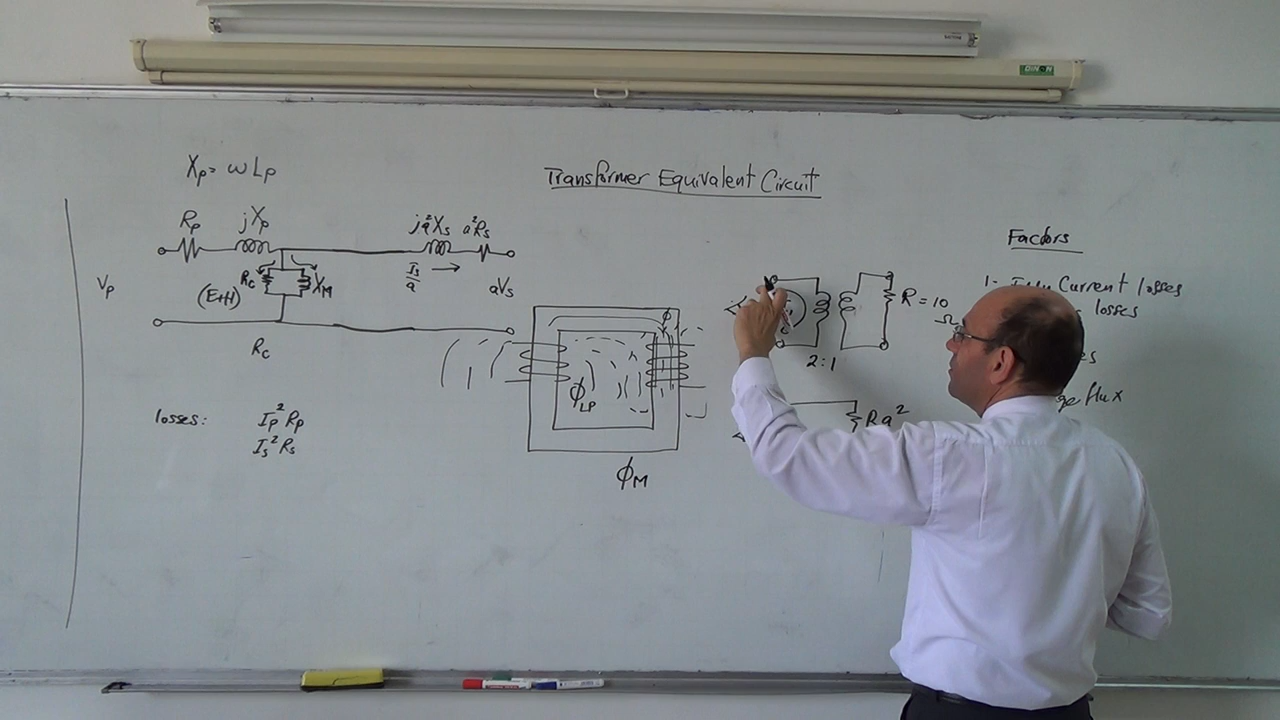 Xp = ωLp
Transformer Equivalent Circuit
Rp jXp ja²Xs a²Rs
Vp Rc XM Is/a aVs
(E+H)
Rc
losses: Ip²Rp
Is²Rs
ϕ
ϕLP
ϕM
R = 10
Ω
2:1
Ra²
Factors
1- Current losses
losses
flux